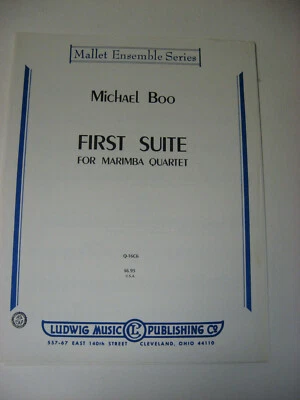 Mallet Ensemble Series
Michael Boo
FIRST SUITE
FOR MARIMBA QUARTET
U.S.A.
LUDWIG MUSIC PUBLISHING CO.
557-67 EAST 140th STREET CLEVELAND, OHIO 44110